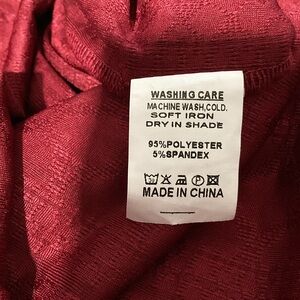 WASHING CARE
MACHINE WASH,COLD.
SOFT IRON
DRY IN SHADE
95%POLYESTER
5%SPANDEX
MADE IN CHINA